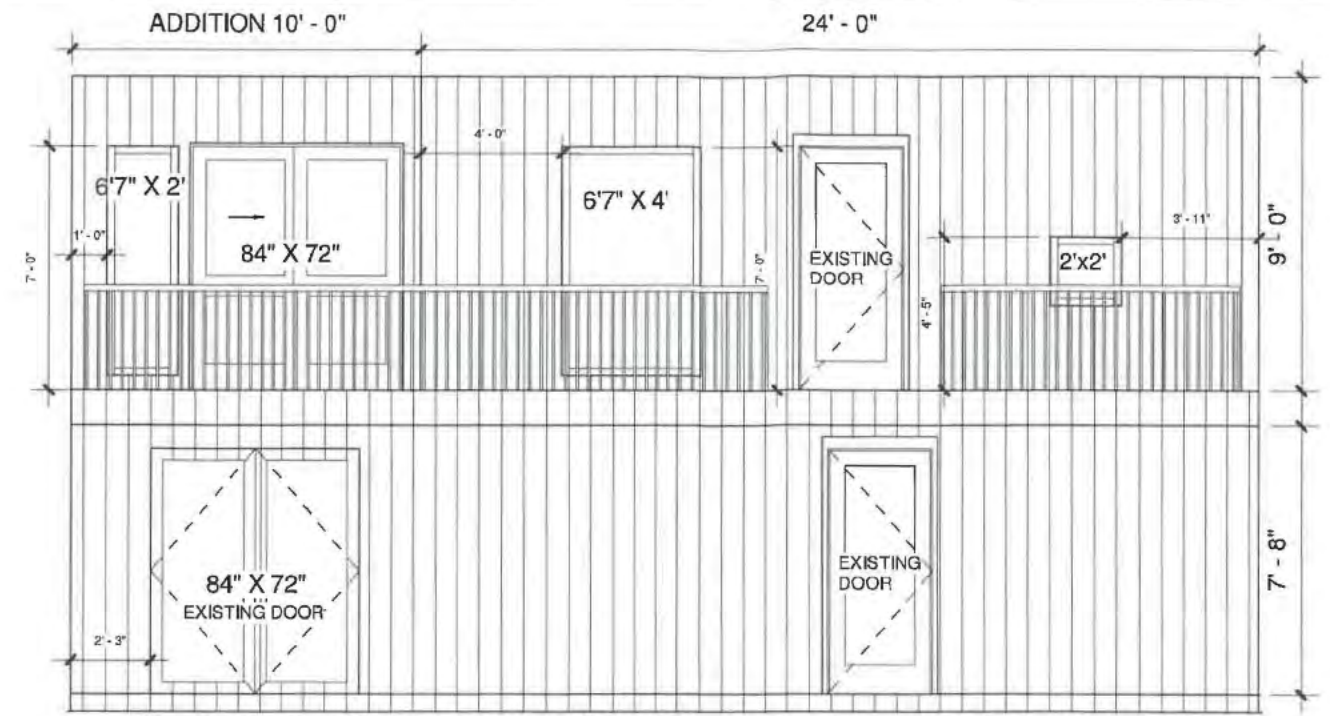 ADDITION 10' - 0" 24' - 0"
4' - 0"
6'7" X 2'
6'7" X 4'
3' - 11"
1' - 0"
84" X 72"
7' - 0"
7' - 0"
EXISTING
DOOR
2'x2'
9' - 0"
4' - 5"
84" X 72"
EXISTING DOOR
EXISTING
DOOR
7' - 8"
2' - 3"